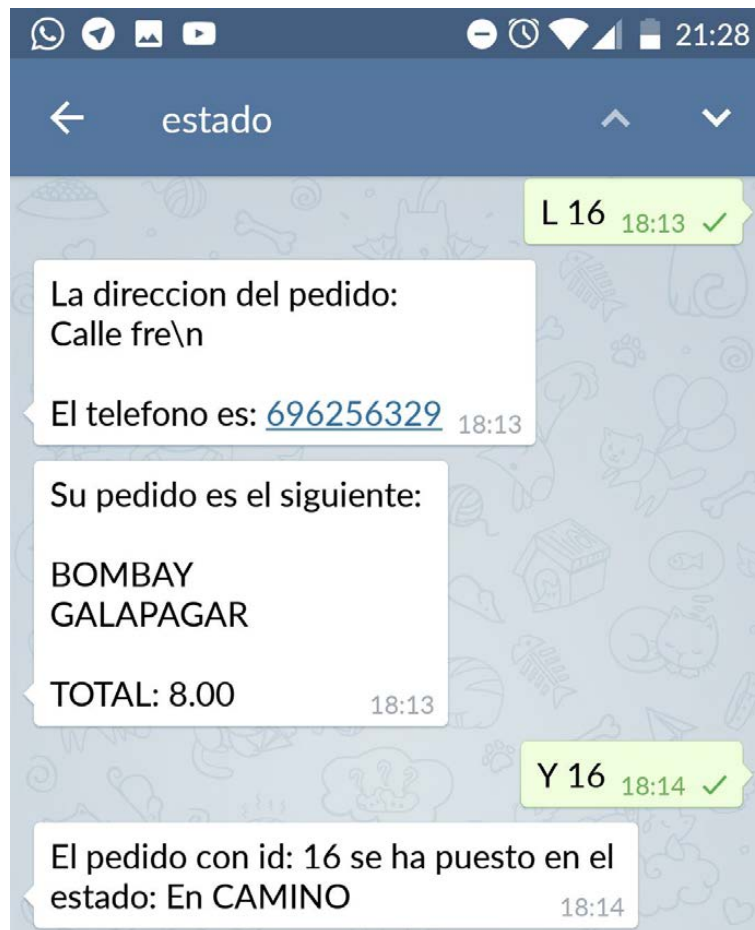 21:28
estado
L 16 18:13
La direccion del pedido:
Calle fre\n
El telefono es: 696256329 18:13
Su pedido es el siguiente:
BOMBAY
GALAPAGAR
TOTAL: 8.00 18:13
Y 16 18:14
El pedido con id: 16 se ha puesto en el
estado: En CAMINO 18:14